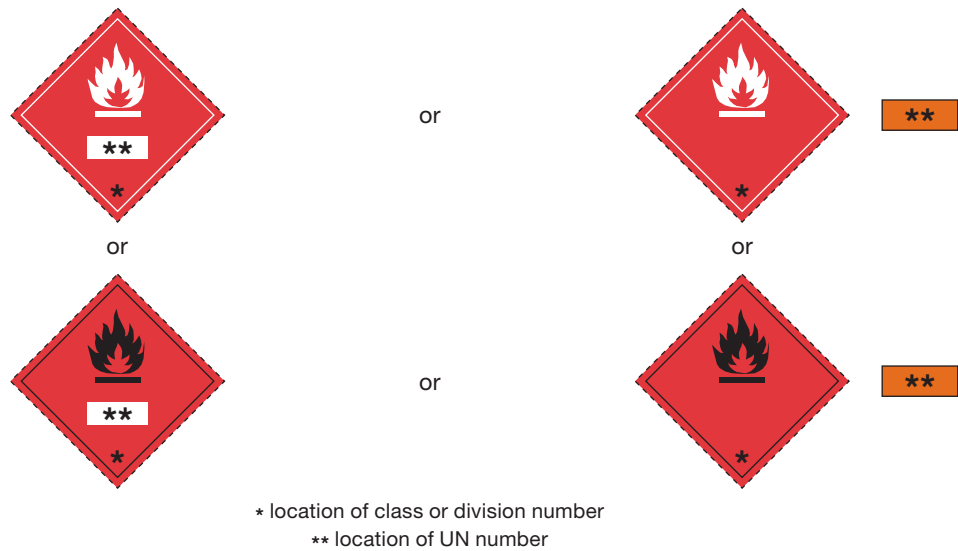 or
**
**
*
*
or
or
or
**
**
*
*
* location of class or division number
** location of UN number